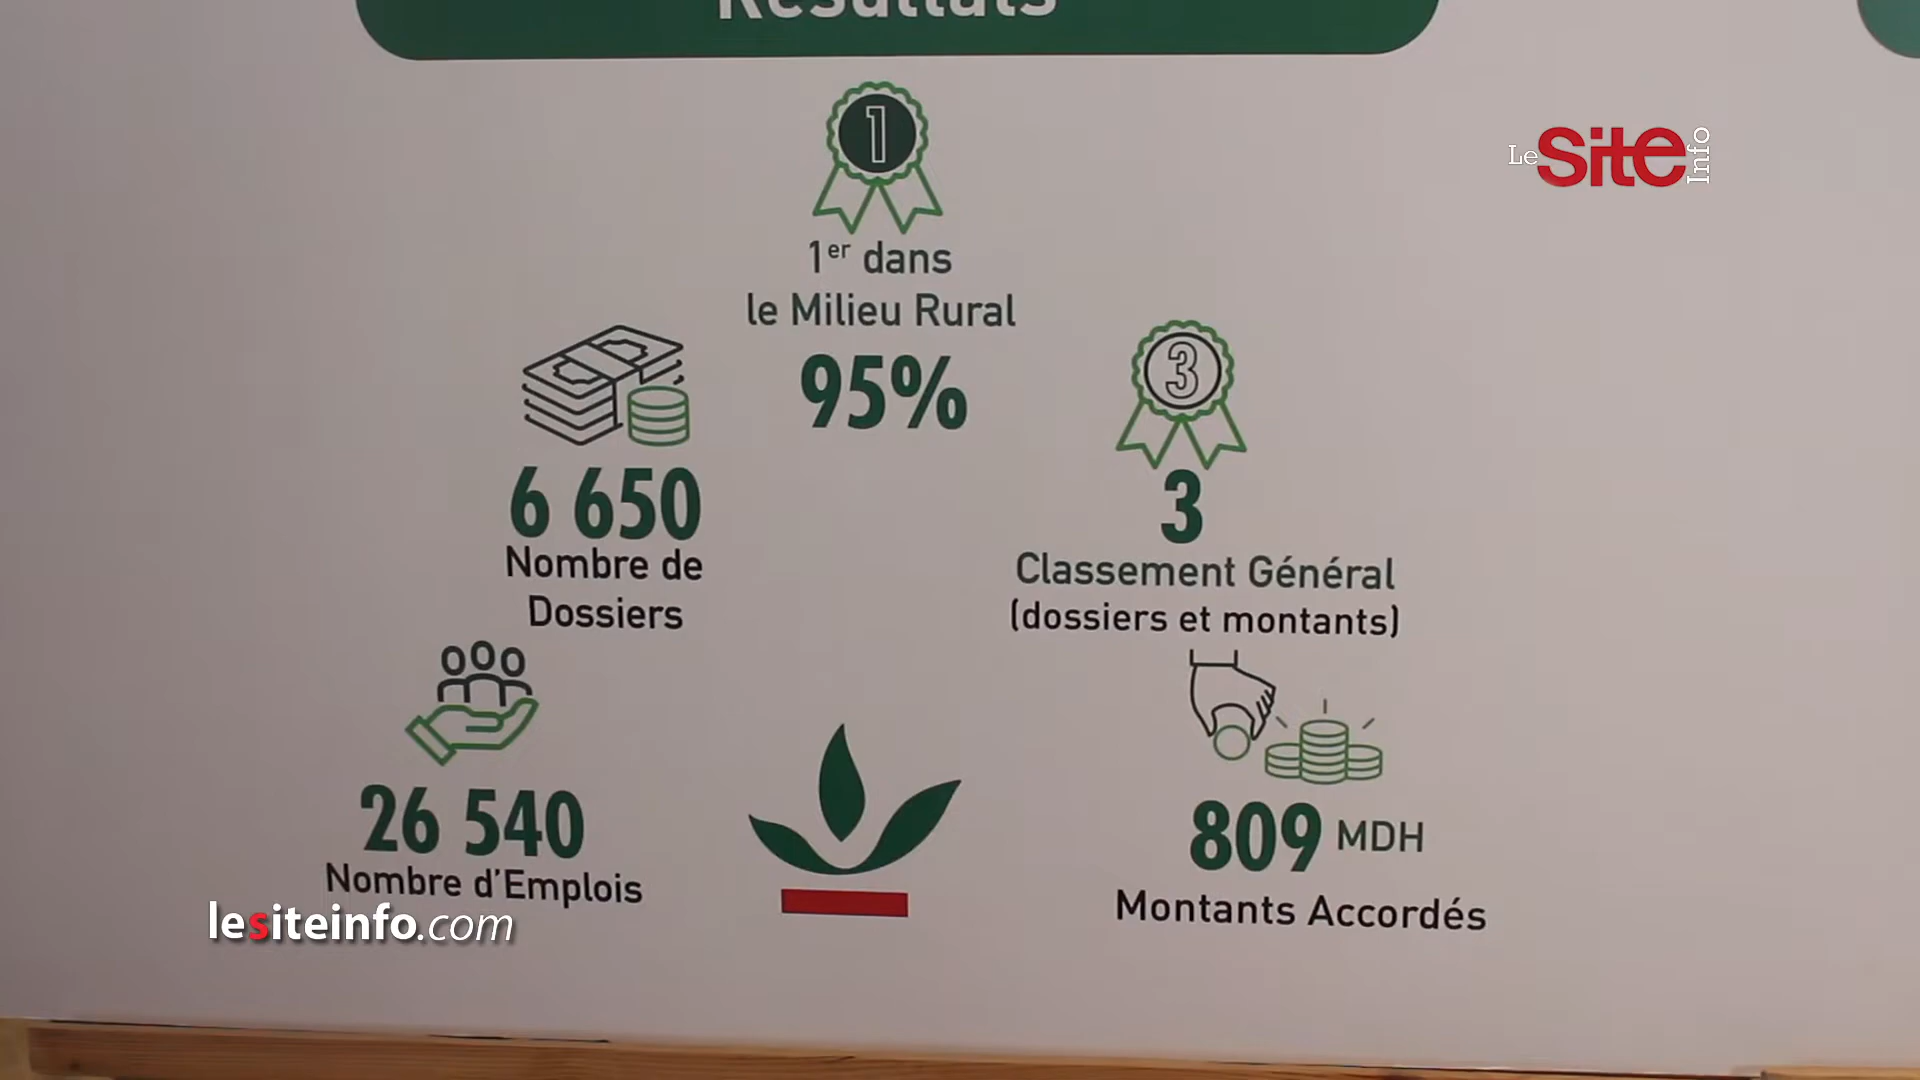 Résultats
Le Site Info
1
1er dans
le Milieu Rural
95%
3
6 650
Nombre de
Dossiers
3
Classement Général
(dossiers et montants)
26 540
Nombre d'Emplois
809 MDH
Montants Accordés
lesiteinfo.com